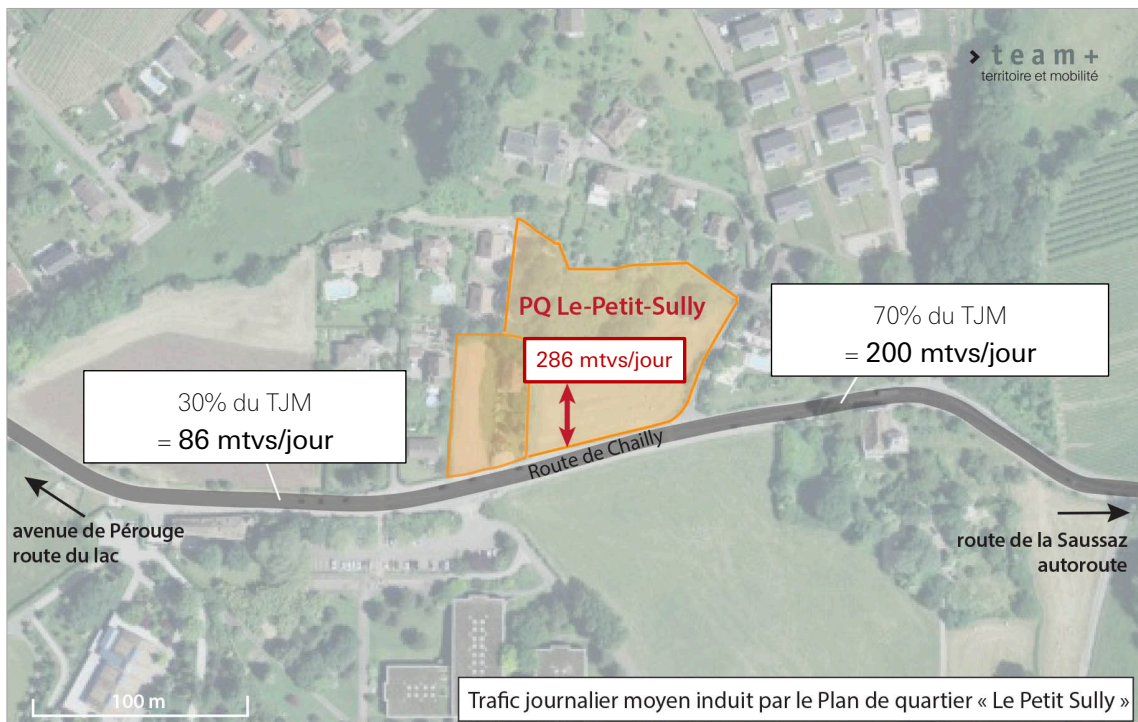 team+
territoire et mobilité
PQ Le-Petit-Sully
286 mtvs/jour
70% du TJM
= 200 mtvs/jour
30% du TJM
= 86 mtvs/jour
Route de Chailly
avenue de Pérouge
route du lac
route de la Saussaz
autoroute
100 m
Trafic journalier moyen induit par le Plan de quartier « Le Petit Sully »